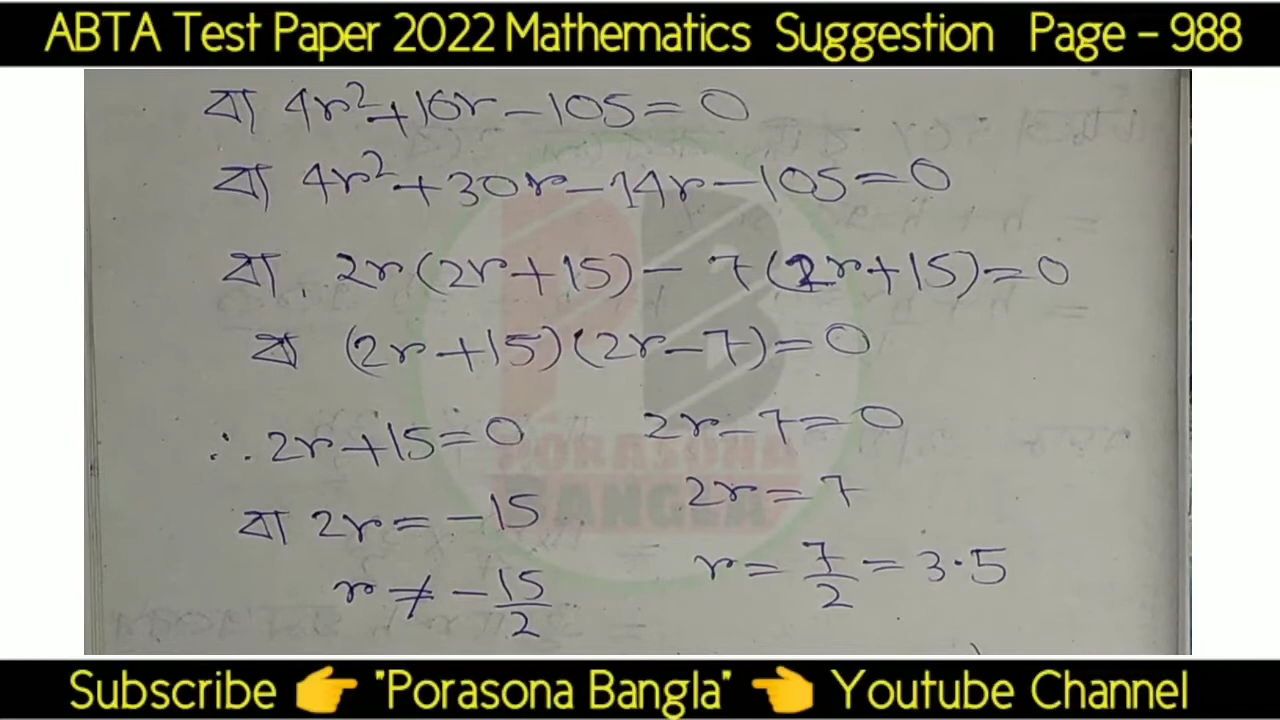 ABTA Test Paper 2022 Mathematics Suggestion Page - 988
বা 4r²+16r-105=0
বা 4r²+30r-14r-105=0
বা. 2r(2r+15)-7(2r+15)=0
বা (2r+15)(2r-7)=0
∴ 2r+15=0 2r-7=0
বা 2r=-15 2r=7
r≠-15/2 r=7/2=3.5
PORASONA
BANGLA
Subscribe 👉 "Porasona Bangla" 👈 Youtube Channel